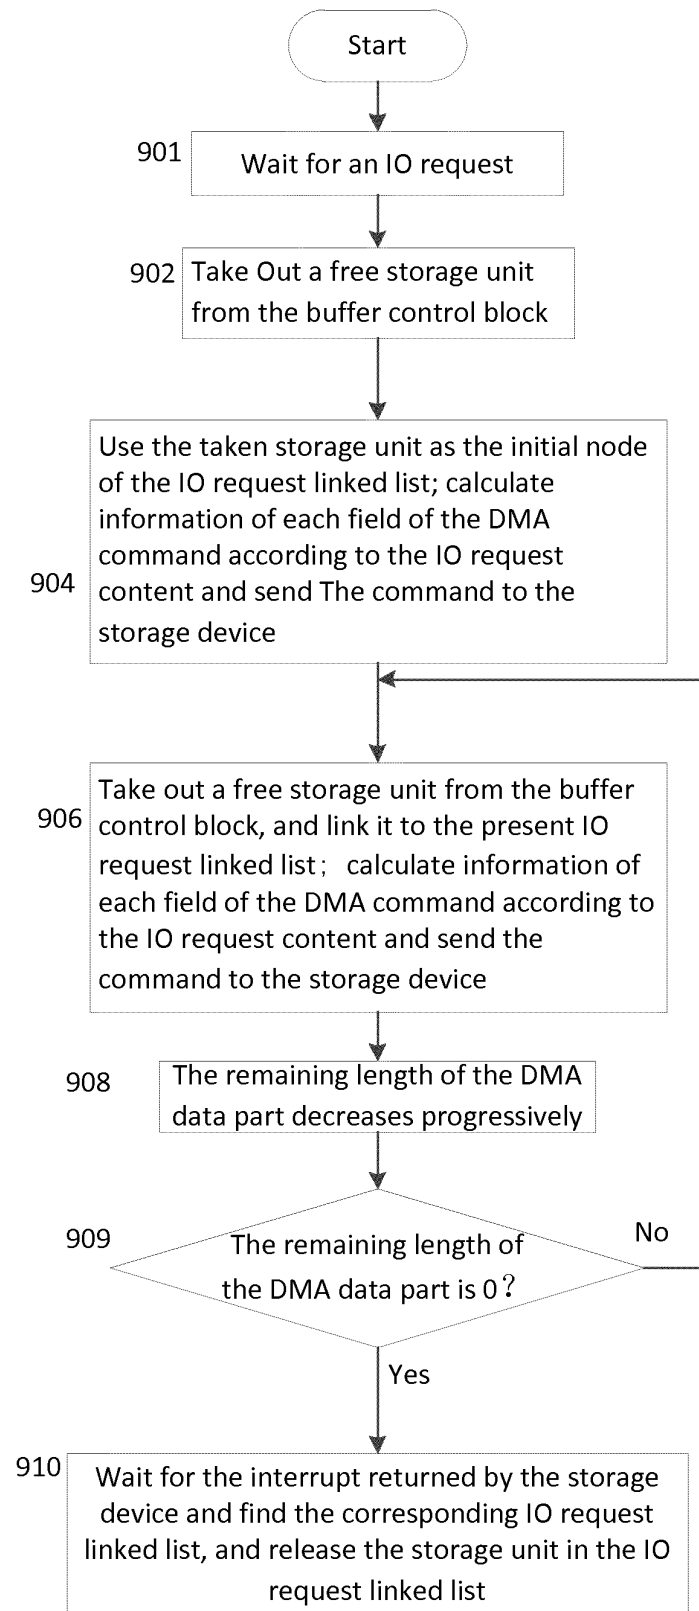 Start
901
Wait for an IO request
902
Take Out a free storage unit
from the buffer control block
904
Use the taken storage unit as the initial node
of the IO request linked list; calculate
information of each field of the DMA
command according to the IO request
content and send The command to the
storage device
906
Take out a free storage unit from the buffer
control block, and link it to the present IO
request linked list； calculate information of
each field of the DMA command according to
the IO request content and send the
command to the storage device
908
The remaining length of the DMA
data part decreases progressively
909
The remaining length of
the DMA data part is 0？
No
Yes
910
Wait for the interrupt returned by the storage
device and find the corresponding IO request
linked list, and release the storage unit in the IO
request linked list